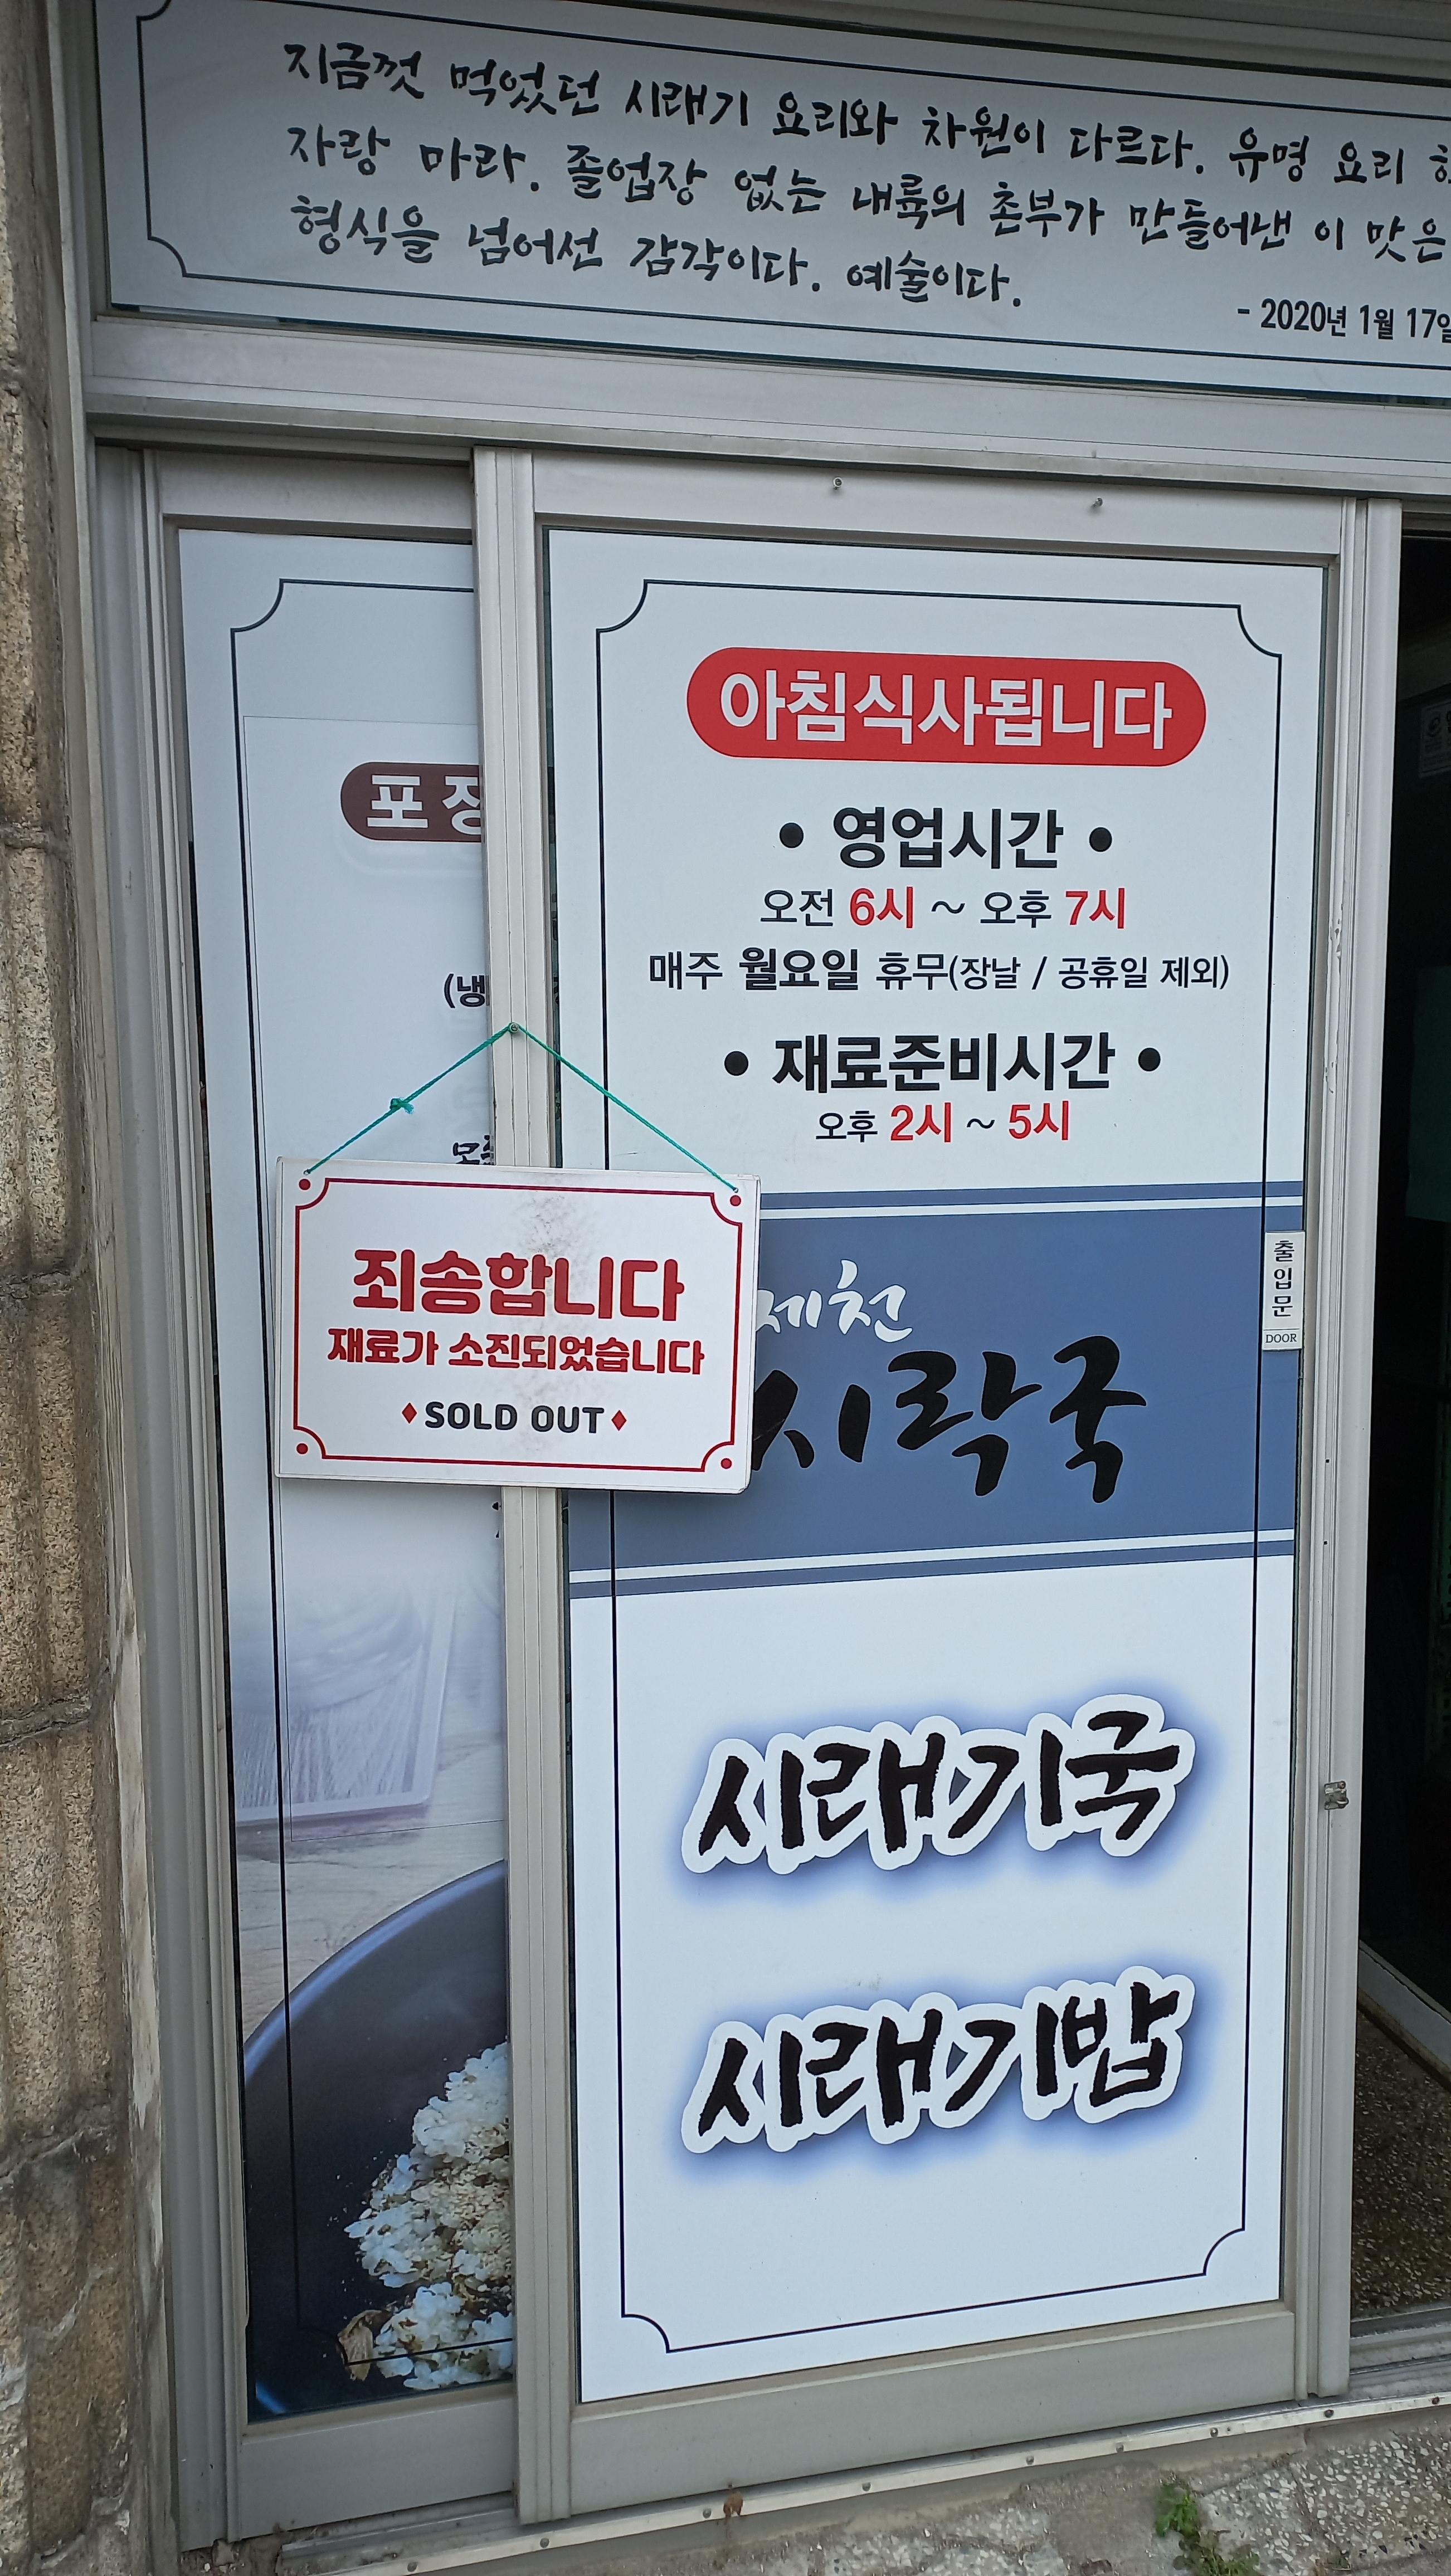 지금껏 먹었던 시래기 요리와 차원이 다르다. 유명 요리
자랑 마라. 졸업장 없는 내륙의 촌부가 만들어낸 이 맛은
형식을 넘어선 감각이다. 예술이다.
- 2020년 1월 17일
포장
(냉
아침식사됩니다
• 영업시간 •
오전 6시 ~ 오후 7시
매주 월요일 휴무(장날 / 공휴일 제외)
• 재료준비시간 •
오후 2시 ~ 5시
죄송합니다
재료가 소진되었습니다
♦SOLD OUT♦
제천
시락국
출입문
DOOR
시래기국
시래기밥